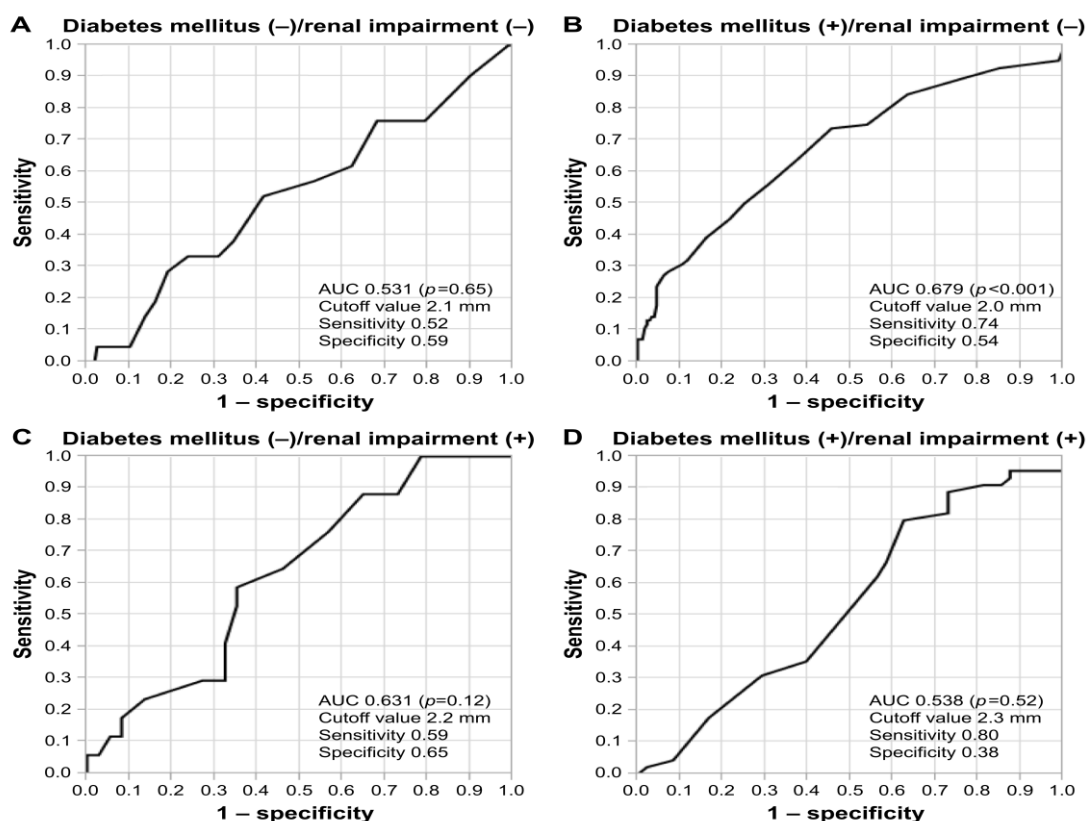 A Diabetes mellitus (–)/renal impairment (–)
1.0
0.9
0.8
0.7
0.6
0.5
0.4
0.3
0.2
0.1
0.0
Sensitivity
AUC 0.531 (p=0.65)
Cutoff value 2.1 mm
Sensitivity 0.52
Specificity 0.59
0.0 0.1 0.2 0.3 0.4 0.5 0.6 0.7 0.8 0.9 1.0
1 – specificity
B Diabetes mellitus (+)/renal impairment (–)
1.0
0.9
0.8
0.7
0.6
0.5
0.4
0.3
0.2
0.1
0.0
Sensitivity
AUC 0.679 (p<0.001)
Cutoff value 2.0 mm
Sensitivity 0.74
Specificity 0.54
0.0 0.1 0.2 0.3 0.4 0.5 0.6 0.7 0.8 0.9 1.0
1 – specificity
C Diabetes mellitus (–)/renal impairment (+)
1.0
0.9
0.8
0.7
0.6
0.5
0.4
0.3
0.2
0.1
0.0
Sensitivity
AUC 0.631 (p=0.12)
Cutoff value 2.2 mm
Sensitivity 0.59
Specificity 0.65
0.0 0.1 0.2 0.3 0.4 0.5 0.6 0.7 0.8 0.9 1.0
1 – specificity
D Diabetes mellitus (+)/renal impairment (+)
1.0
0.9
0.8
0.7
0.6
0.5
0.4
0.3
0.2
0.1
0.0
Sensitivity
AUC 0.538 (p=0.52)
Cutoff value 2.3 mm
Sensitivity 0.80
Specificity 0.38
0.0 0.1 0.2 0.3 0.4 0.5 0.6 0.7 0.8 0.9 1.0
1 – specificity